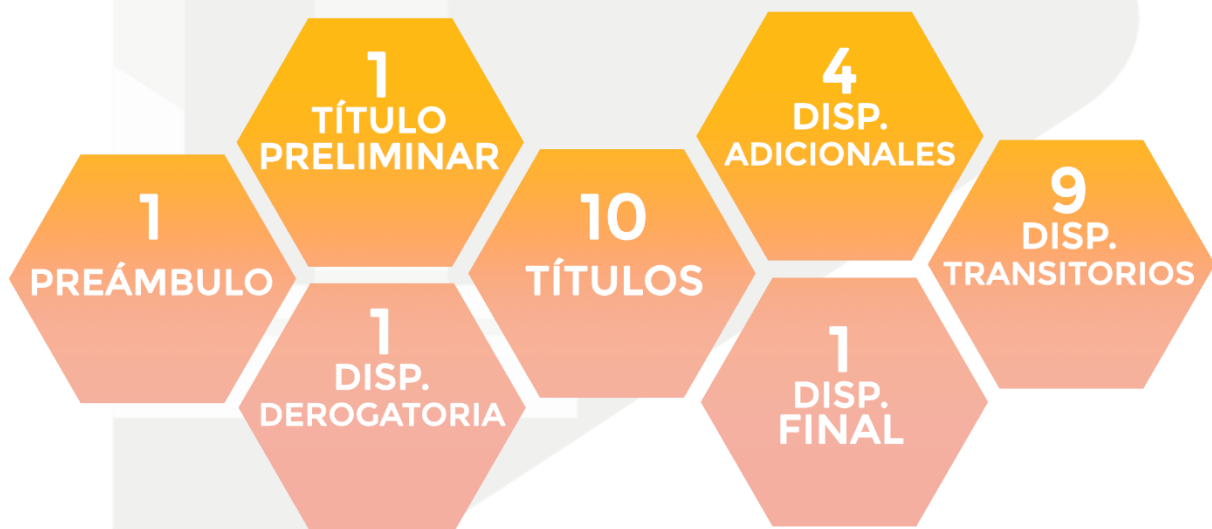 1
PREÁMBULO
1
TÍTULO
PRELIMINAR
1
DISP.
DEROGATORIA
10
TÍTULOS
4
DISP.
ADICIONALES
1
DISP.
FINAL
9
DISP.
TRANSITORIOS